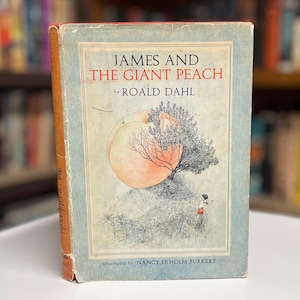 JAMES AND
THE GIANT PEACH
by ROALD DAHL
illustrated by NANCY EKHOLM BURKERT